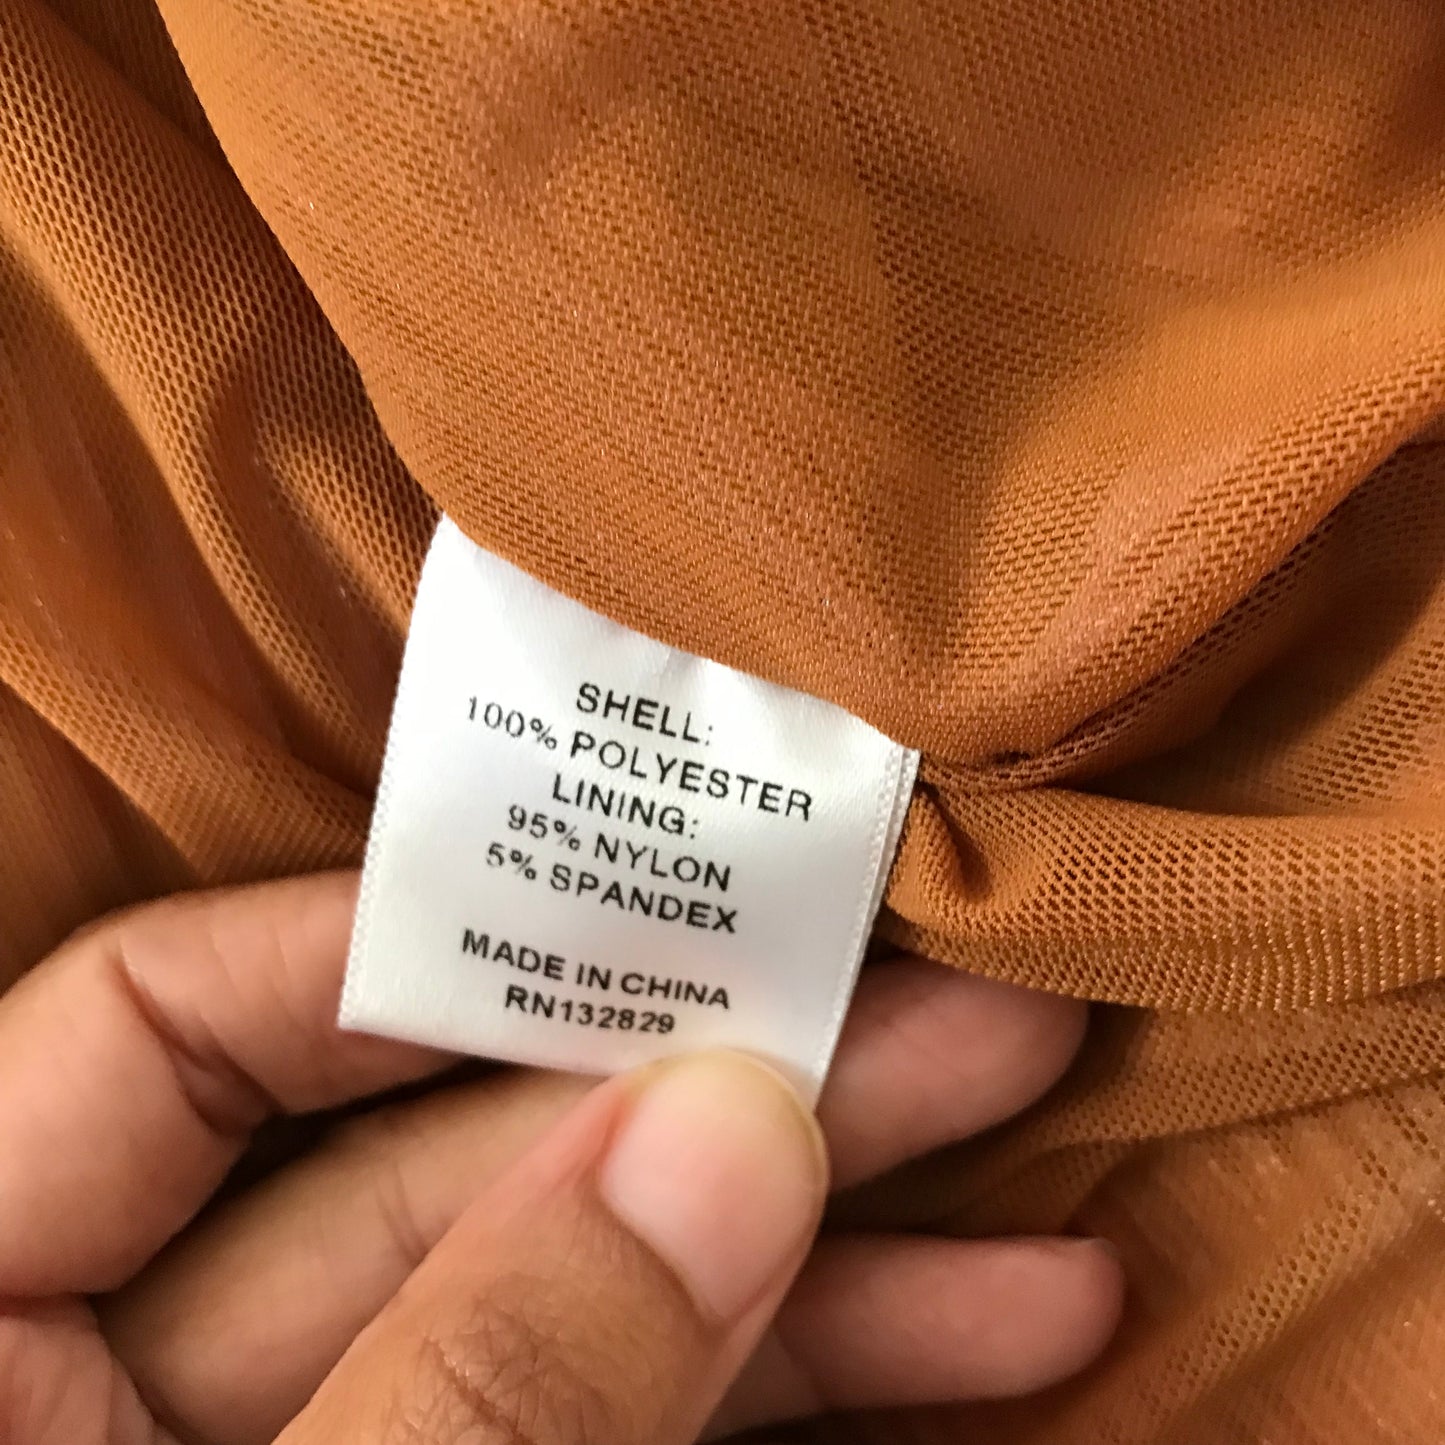 SHELL:
100% POLYESTER
LINING:
95% NYLON
5% SPANDEX
MADE IN CHINA
RN132829